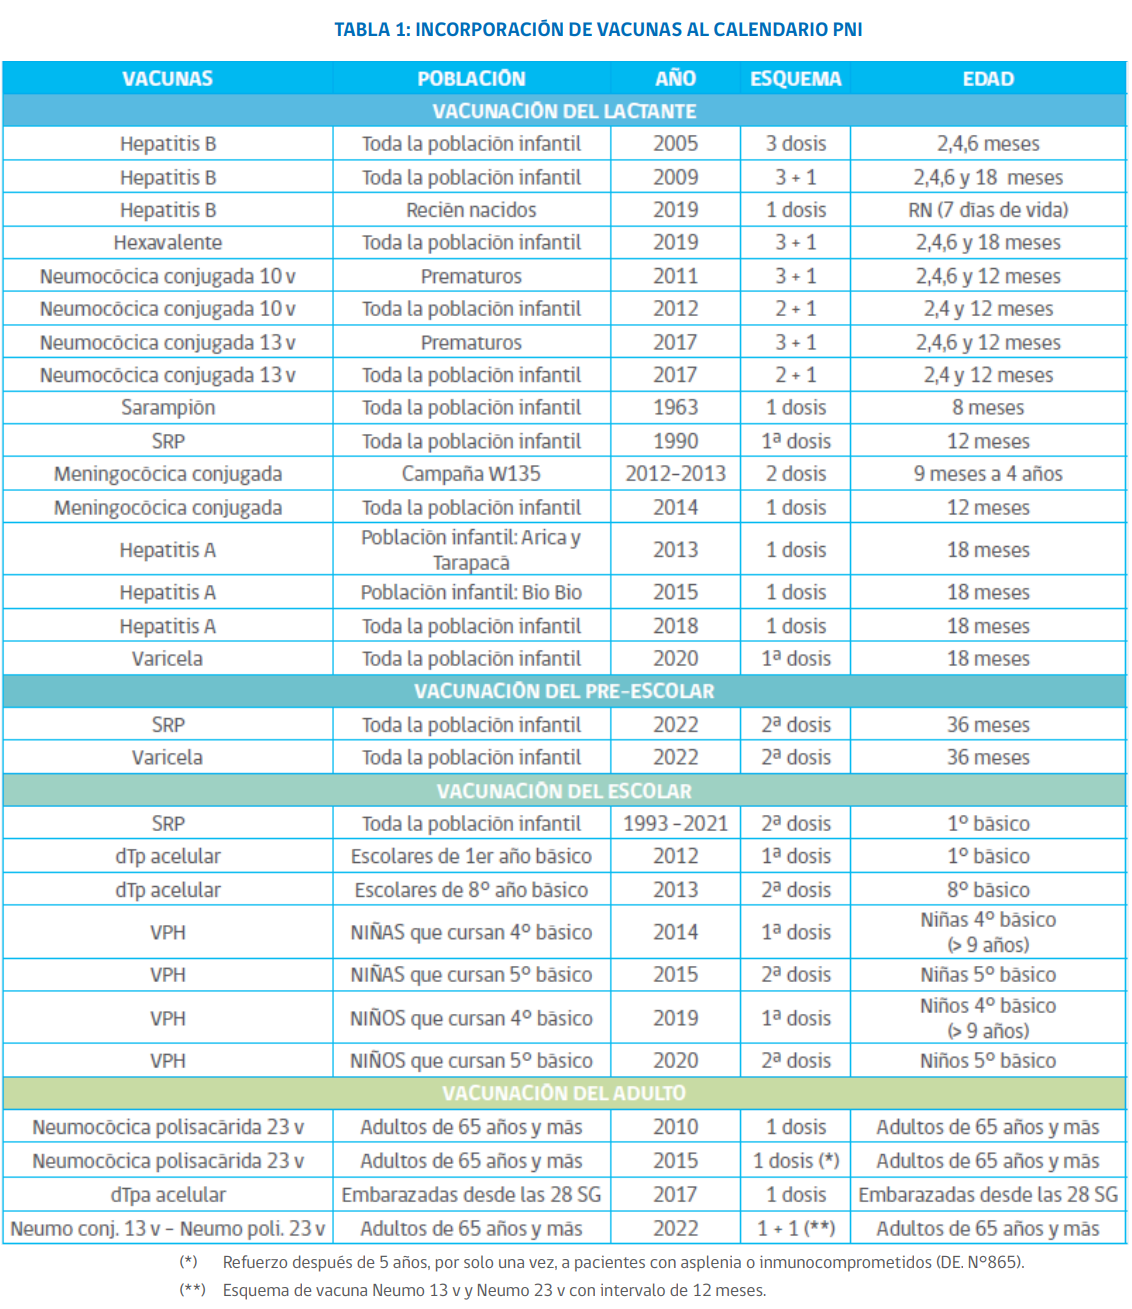 TABLA 1: INCORPORACIÓN DE VACUNAS AL CALENDARIO PNI
VACUNAS POBLACIÓN AÑO ESQUEMA EDAD
VACUNACIÓN DEL LACTANTE
Hepatitis B Toda la población infantil 2005 3 dosis 2,4,6 meses
Hepatitis B Toda la población infantil 2009 3 + 1 2,4,6 y 18 meses
Hepatitis B Recién nacidos 2019 1 dosis RN (7 días de vida)
Hexavalente Toda la población infantil 2019 3 + 1 2,4,6 y 18 meses
Neumocócica conjugada 10 v Prematuros 2011 3 + 1 2,4,6 y 12 meses
Neumocócica conjugada 10 v Toda la población infantil 2012 2 + 1 2,4 y 12 meses
Neumocócica conjugada 13 v Prematuros 2017 3 + 1 2,4,6 y 12 meses
Neumocócica conjugada 13 v Toda la población infantil 2017 2 + 1 2,4 y 12 meses
Sarampión Toda la población infantil 1963 1 dosis 8 meses
SRP Toda la población infantil 1990 1ª dosis 12 meses
Meningocócica conjugada Campaña W135 2012-2013 2 dosis 9 meses a 4 años
Meningocócica conjugada Toda la población infantil 2014 1 dosis 12 meses
Hepatitis A Población infantil: Arica y
Tarapacá 2013 1 dosis 18 meses
Hepatitis A Población infantil: Bio Bio 2015 1 dosis 18 meses
Hepatitis A Toda la población infantil 2018 1 dosis 18 meses
Varicela Toda la población infantil 2020 1ª dosis 18 meses
VACUNACIÓN DEL PRE-ESCOLAR
SRP Toda la población infantil 2022 2ª dosis 36 meses
Varicela Toda la población infantil 2022 2ª dosis 36 meses
VACUNACIÓN DEL ESCOLAR
SRP Toda la población infantil 1993 -2021 2ª dosis 1º básico
dTp acelular Escolares de 1er año básico 2012 1ª dosis 1º básico
dTp acelular Escolares de 8º año básico 2013 2ª dosis 8º básico
VPH NIÑAS que cursan 4º básico 2014 1ª dosis Niñas 4º básico
(> 9 años)
VPH NIÑAS que cursan 5º básico 2015 2ª dosis Niñas 5º básico
VPH NIÑOS que cursan 4º básico 2019 1ª dosis Niños 4º básico
(> 9 años)
VPH NIÑOS que cursan 5º básico 2020 2ª dosis Niños 5º básico
VACUNACIÓN DEL ADULTO
Neumocócica polisacárida 23 v Adultos de 65 años y más 2010 1 dosis Adultos de 65 años y más
Neumocócica polisacárida 23 v Adultos de 65 años y más 2015 1 dosis (*) Adultos de 65 años y más
dTpa acelular Embarazadas desde las 28 SG 2017 1 dosis Embarazadas desde las 28 SG
Neumo conj. 13 v - Neumo poli. 23 v Adultos de 65 años y más 2022 1 + 1 (**) Adultos de 65 años y más
(*) Refuerzo después de 5 años, por solo una vez, a pacientes con asplenia o inmunocomprometidos (DE. Nº865).
(**) Esquema de vacuna Neumo 13 v y Neumo 23 v con intervalo de 12 meses.